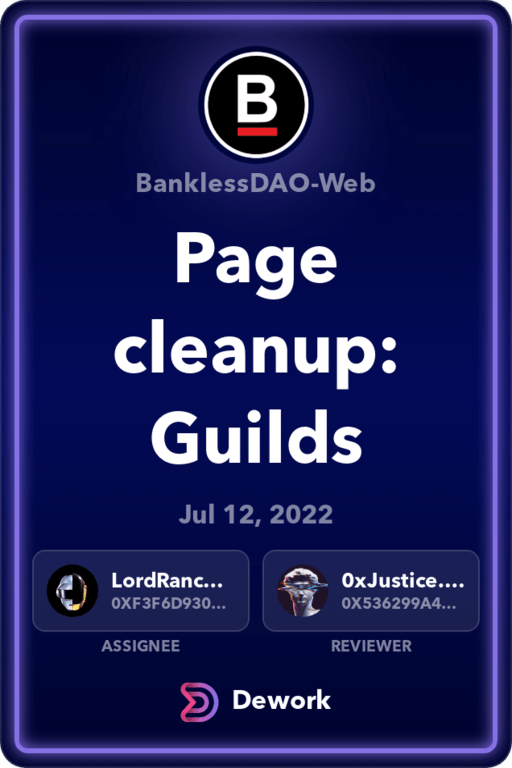 B
BanklessDAO-Web
Page
cleanup:
Guilds
Jul 12, 2022
LordRanc...
0XF3F6D930...
ASSIGNEE
0xJustice....
0X536299A4...
REVIEWER
Dework